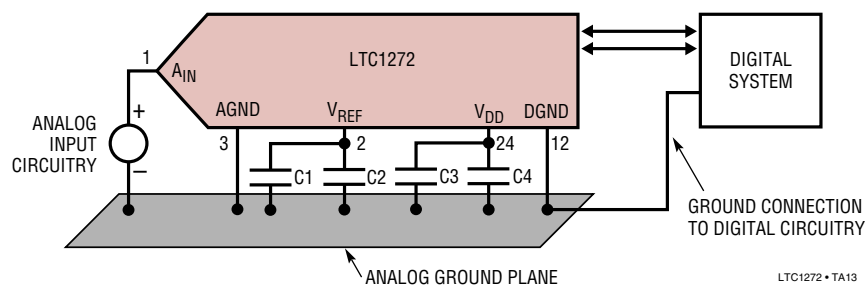 1
A_IN
LTC1272
AGND
V_REF
V_DD
DGND
3
2
24
12
DIGITAL
SYSTEM
+
ANALOG
INPUT
CIRCUITRY
–
C1
C2
C3
C4
GROUND CONNECTION
TO DIGITAL CIRCUITRY
ANALOG GROUND PLANE
LTC1272 • TA13